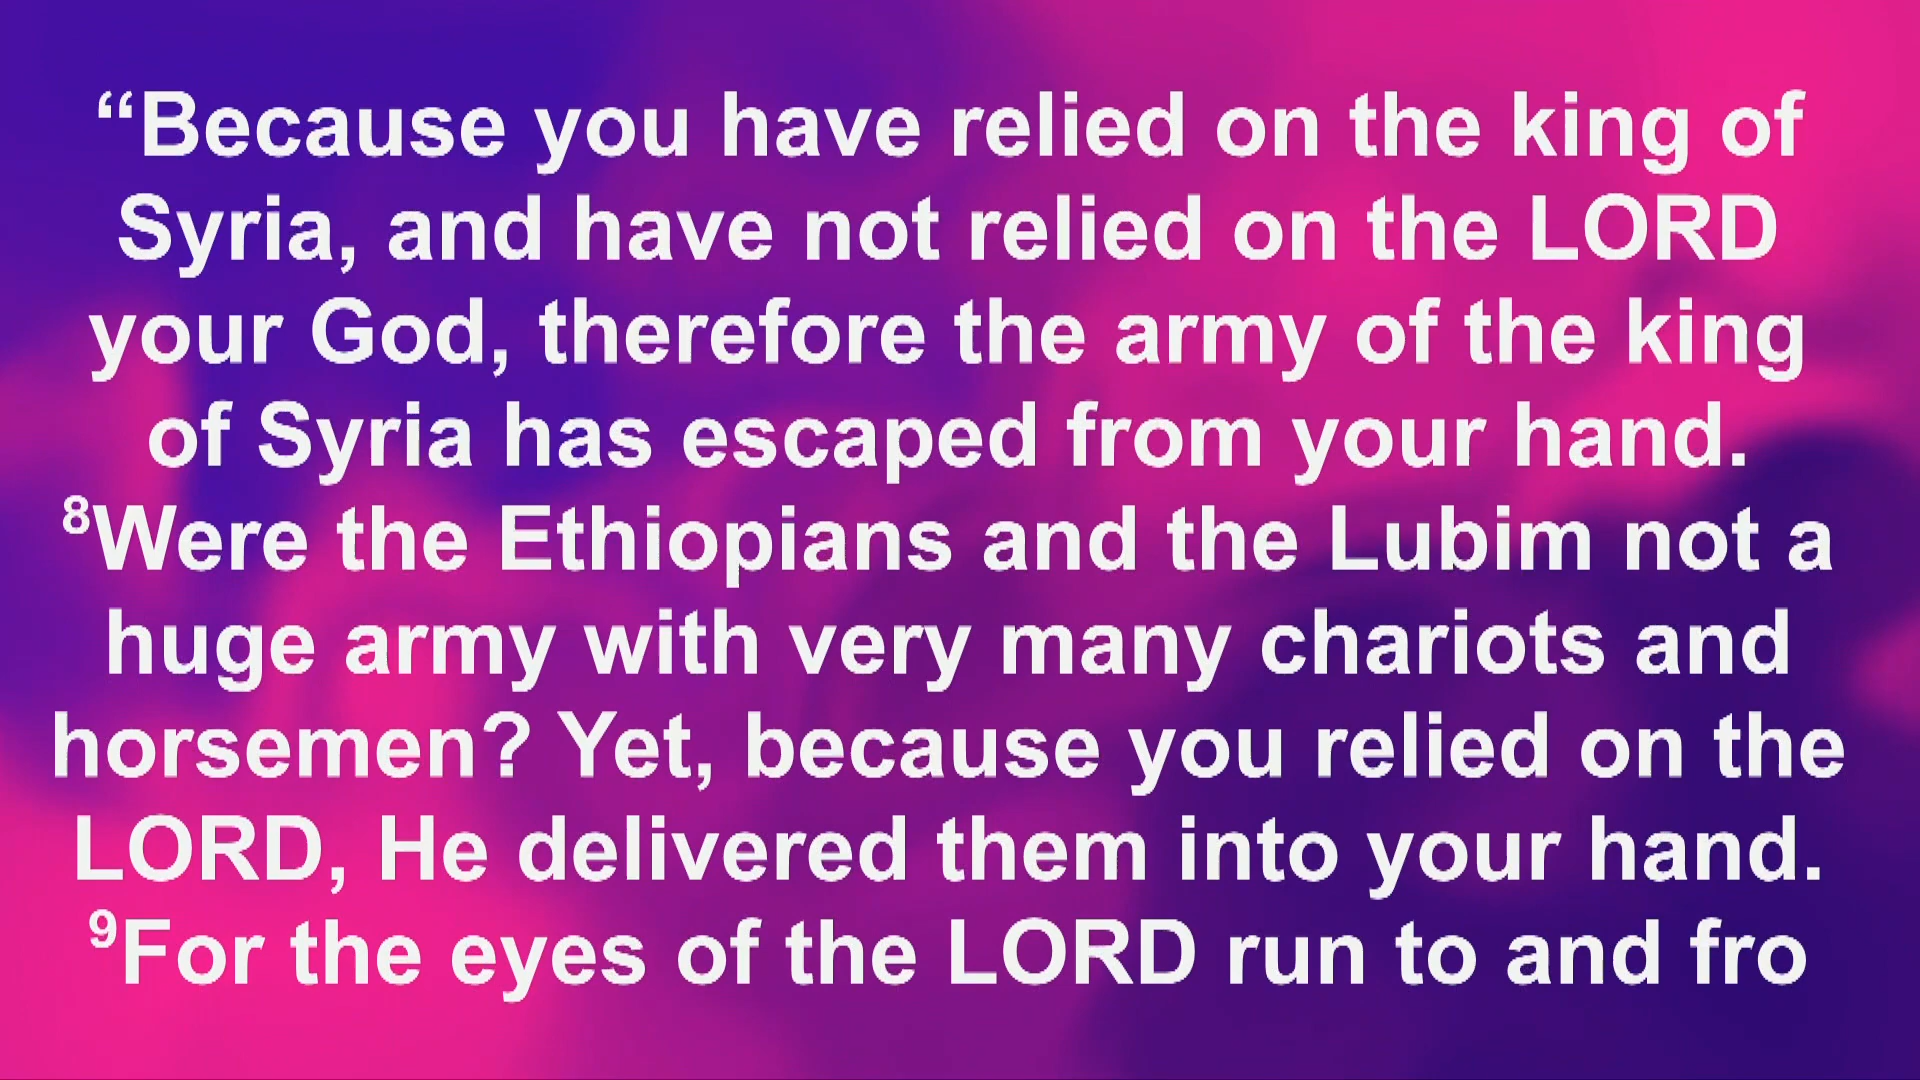 “Because you have relied on the king of
Syria, and have not relied on the LORD
your God, therefore the army of the king
of Syria has escaped from your hand.
⁸Were the Ethiopians and the Lubim not a
huge army with very many chariots and
horsemen? Yet, because you relied on the
LORD, He delivered them into your hand.
⁹For the eyes of the LORD run to and fro